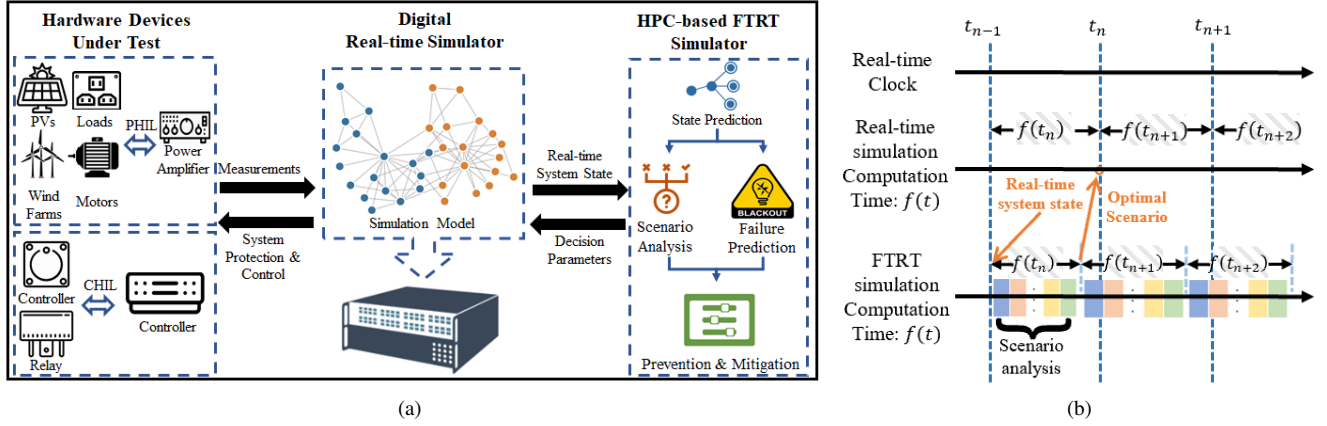 Hardware Devices
Under Test
PVs
Loads
PHIL
Power
Amplifier
Wind
Farms
Motors
Controller
CHIL
Controller
Relay
Measurements
System
Protection &
Control
Digital
Real-time Simulator
Simulation Model
Real-time
System State
Decision
Parameters
HPC-based FTRT
Simulator
State Prediction
Scenario
Analysis
BLACKOUT
Failure
Prediction
Prevention & Mitigation
(a)
t_{n-1}
t_n
t_{n+1}
Real-time
Clock
Real-time
simulation
Computation
Time: f(t)
f(t_n)
f(t_{n+1})
f(t_{n+2})
Real-time
system state
Optimal
Scenario
FTRT
simulation
Computation
Time: f(t)
f(t_n)
f(t_{n+1})
f(t_{n+2})
Scenario
analysis
(b)